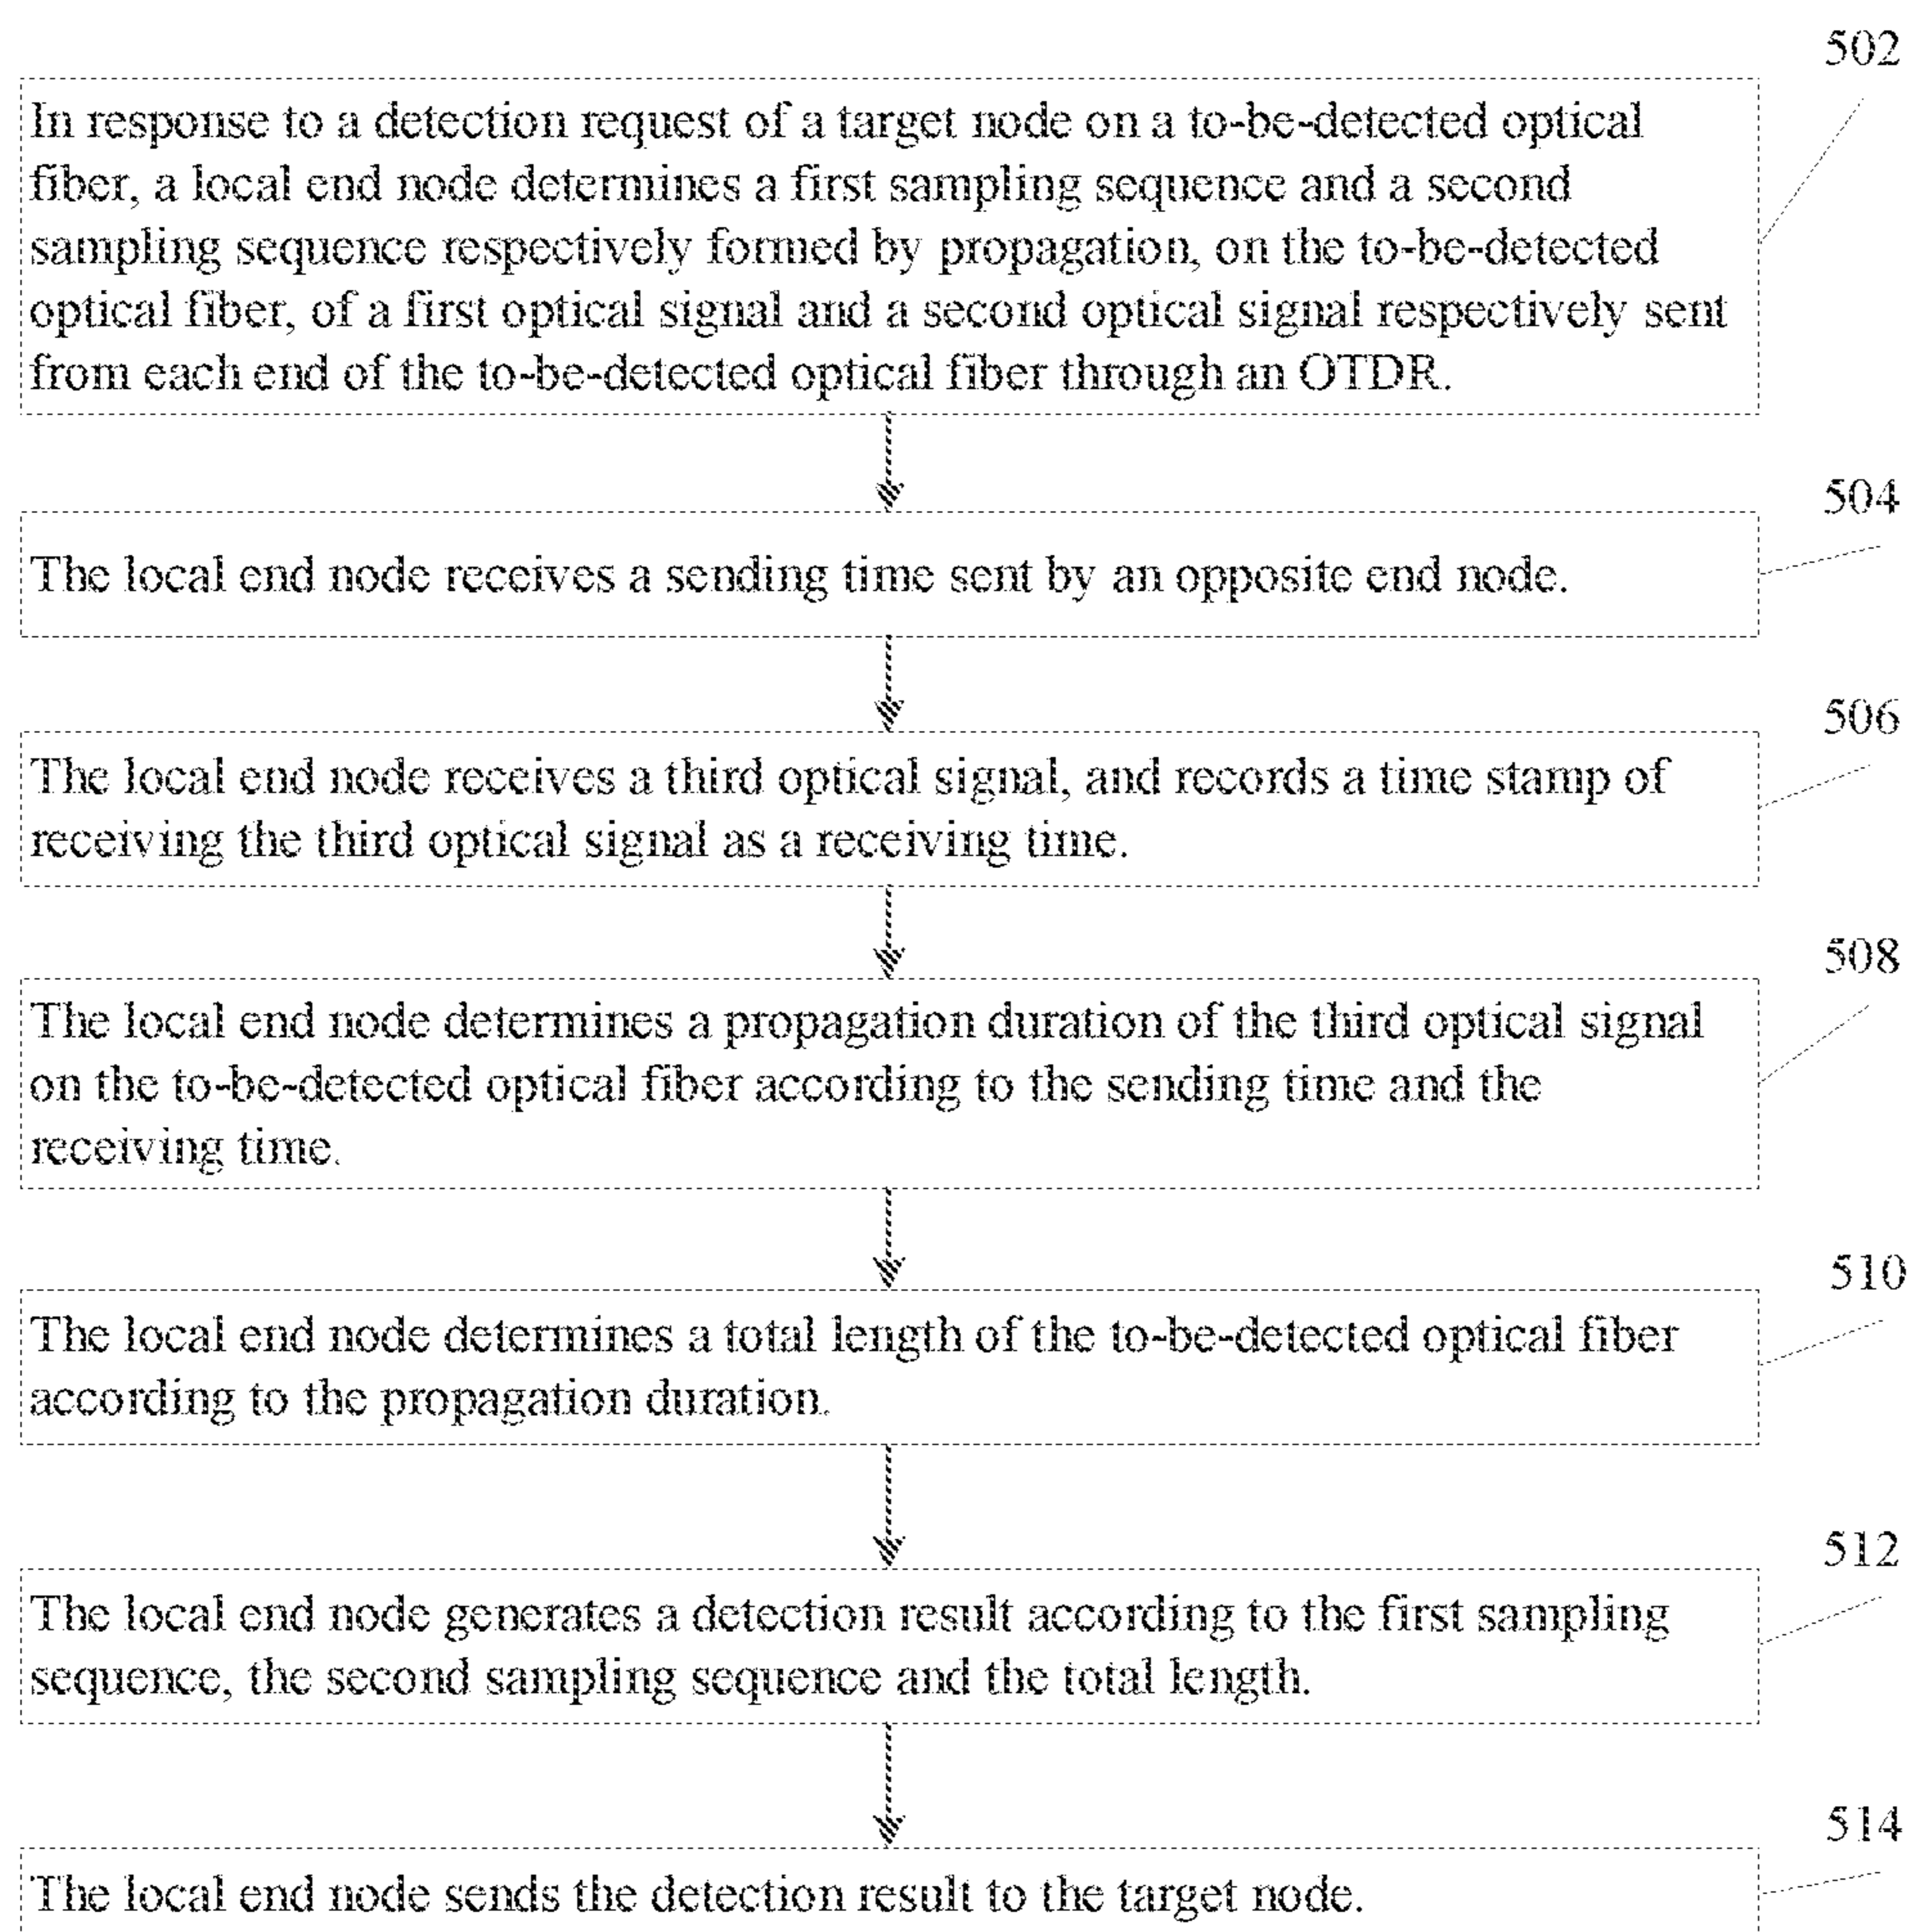 502
In response to a detection request of a target node on a to-be-detected optical
fiber, a local end node determines a first sampling sequence and a second
sampling sequence respectively formed by propagation, on the to-be-detected
optical fiber, of a first optical signal and a second optical signal respectively sent
from each end of the to-be-detected optical fiber through an OTDR.
504
The local end node receives a sending time sent by an opposite end node.
506
The local end node receives a third optical signal, and records a time stamp of
receiving the third optical signal as a receiving time.
508
The local end node determines a propagation duration of the third optical signal
on the to-be-detected optical fiber according to the sending time and the
receiving time.
510
The local end node determines a total length of the to-be-detected optical fiber
according to the propagation duration.
512
The local end node generates a detection result according to the first sampling
sequence, the second sampling sequence and the total length.
514
The local end node sends the detection result to the target node.